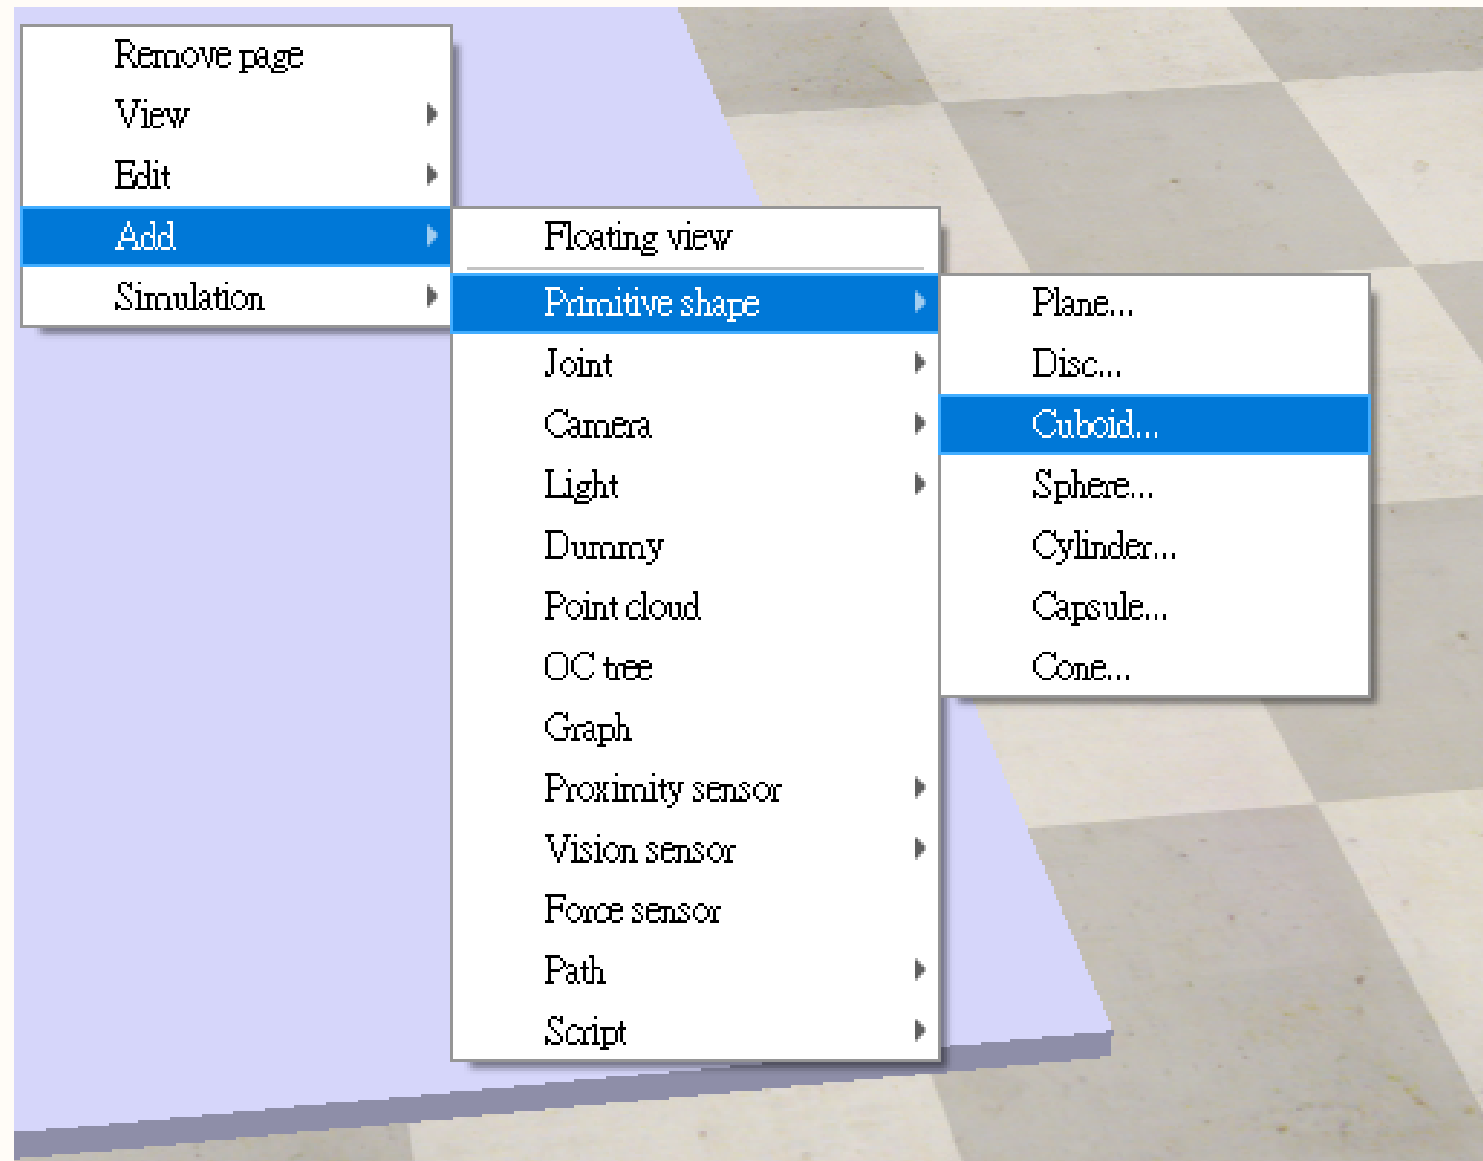 Remove page
View
Edit
Add
Simulation
Floating view
Primitive shape
Joint
Camera
Light
Dummy
Point cloud
OC tree
Graph
Proximity sensor
Vision sensor
Force sensor
Path
Script
Plane...
Disc...
Cuboid...
Sphere...
Cylinder...
Capsule...
Cone...